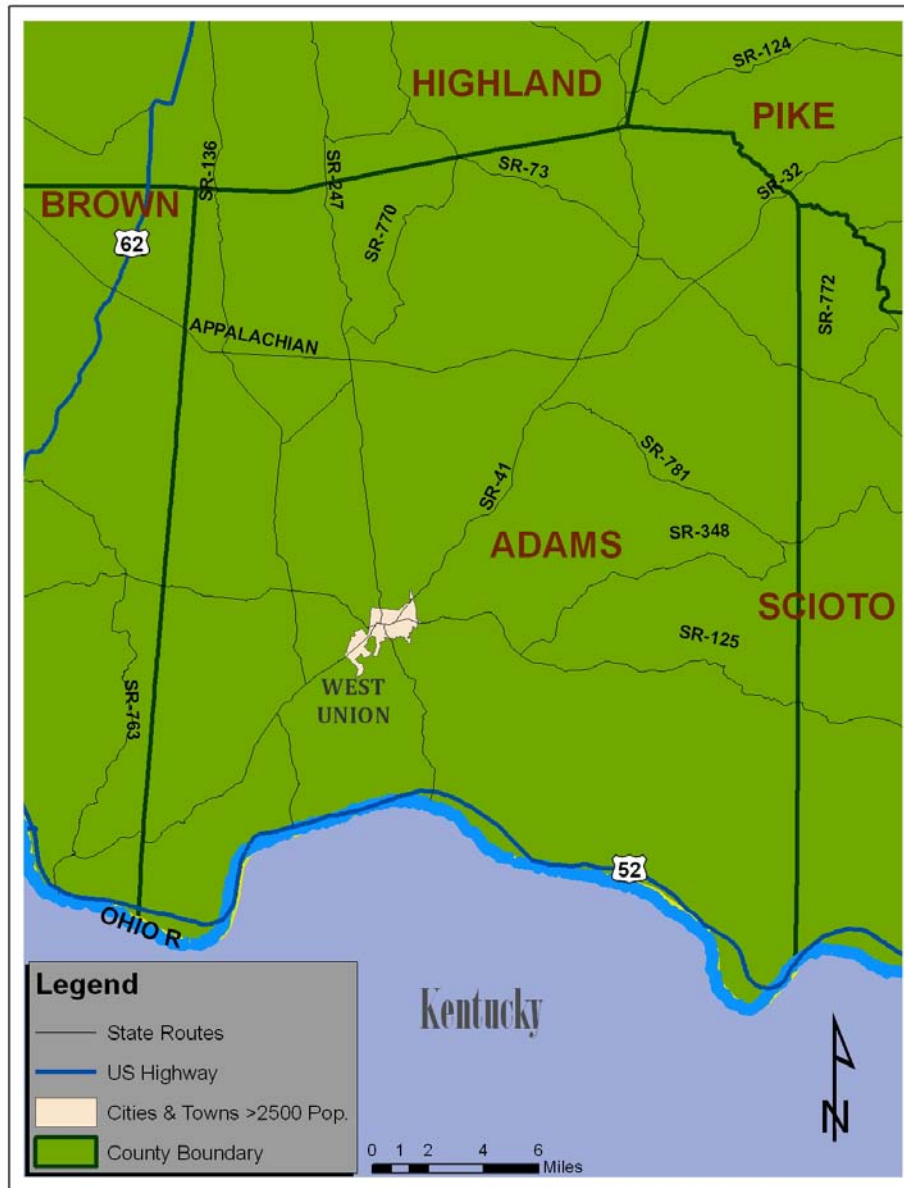 SR-124
HIGHLAND
PIKE
SR-136
SR-73
SR-247
SR-32
BROWN
SR-770
62
SR-772
APPALACHIAN
SR-781
SR-41
SR-348
ADAMS
SCIOTO
SR-125
WEST
UNION
SR-763
52
OHIO R
Legend
State Routes
US Highway
Cities & Towns >2500 Pop.
County Boundary
Kentucky
N
0 1 2 4 6
Miles